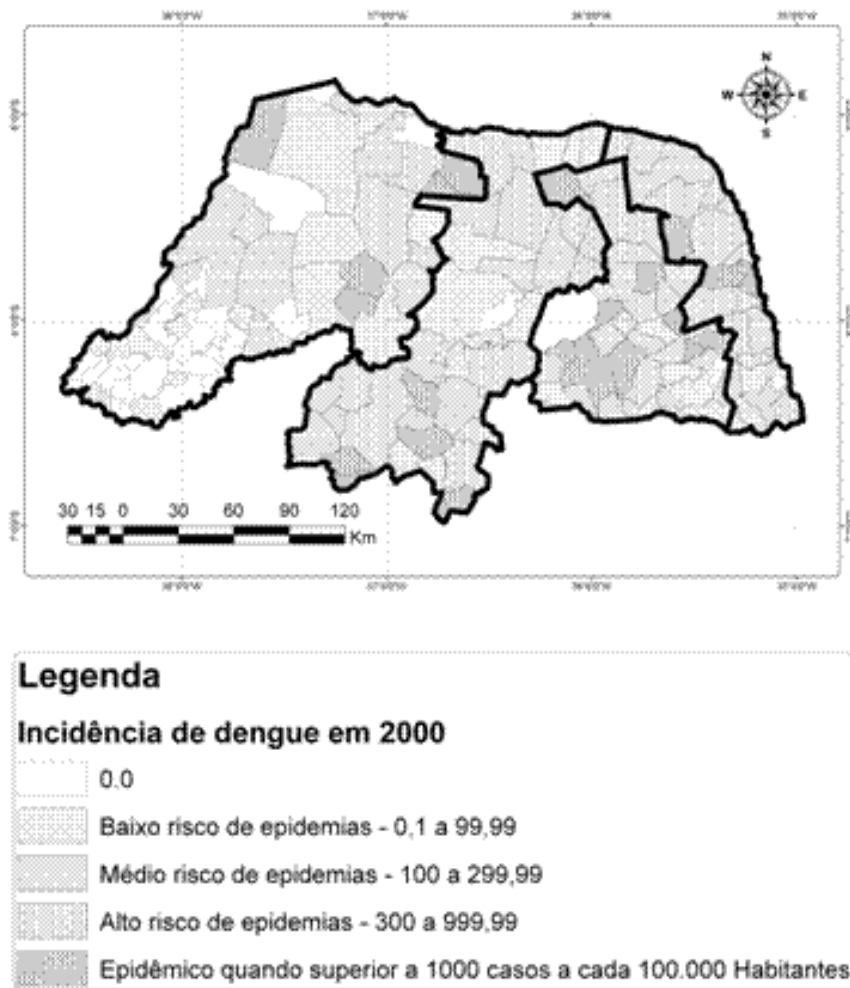 N
W E
S
30 15 0 30 60 90 120
Km
Legenda
Incidência de dengue em 2000
0.0
Baixo risco de epidemias - 0,1 a 99,99
Médio risco de epidemias - 100 a 299,99
Alto risco de epidemias - 300 a 999,99
Epidêmico quando superior a 1000 casos a cada 100.000 Habitantes